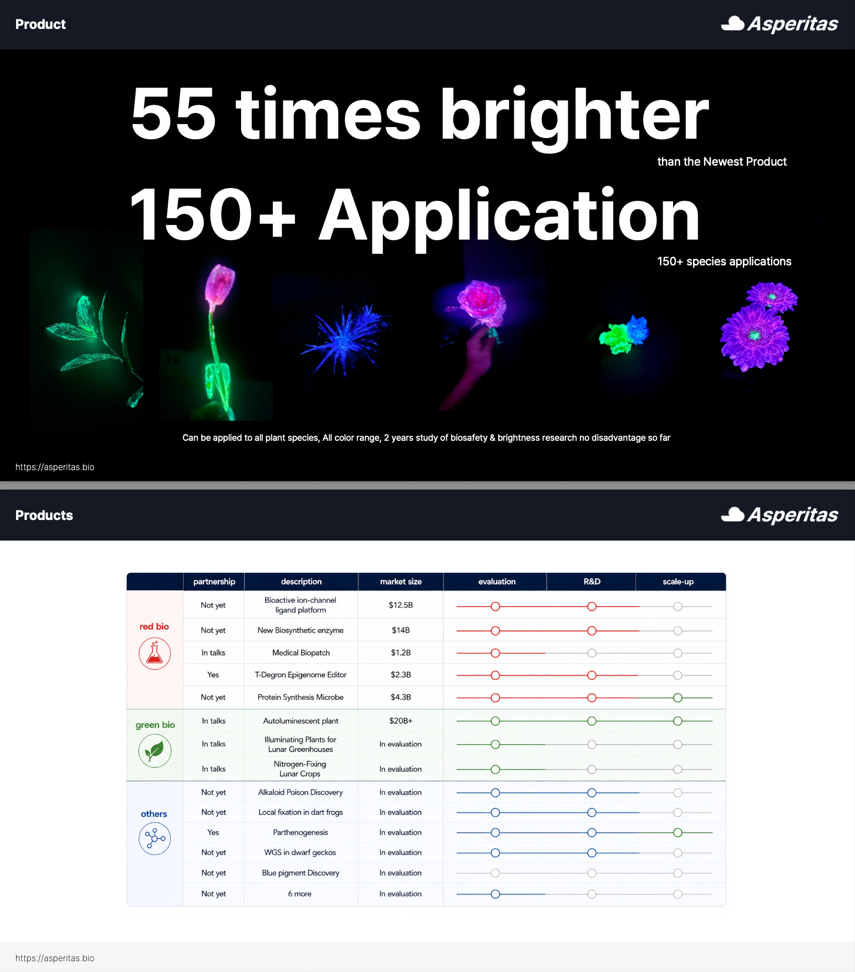 Product
Asperitas
55 times brighter
than the Newest Product
150+ Application
150+ species applications
Can be applied to all plant species, All color range, 2 years study of biosafety & brightness research no disadvantage so far
https://asperitas.bio
Products
Asperitas
partnership description market size evaluation R&D scale-up
red bio
Not yet Bioactive ion-channel ligand platform $12.5B
Not yet New Biosynthetic enzyme $14B
In talks Medical Biopatch $1.2B
Yes T-Degron Epigenome Editor $2.3B
Not yet Protein Synthesis Microbe $4.3B
green bio
In talks Autoluminescent plant $20B+
In talks Illuminating Plants for Lunar Greenhouses In evaluation
In talks Nitrogen-Fixing Lunar Crops In evaluation
others
Not yet Alkaloid Poison Discovery In evaluation
Not yet Local fixation in dart frogs In evaluation
Yes Parthenogenesis In evaluation
Not yet WGS in dwarf geckos In evaluation
Not yet Blue pigment Discovery In evaluation
Not yet 6 more In evaluation
https://asperitas.bio